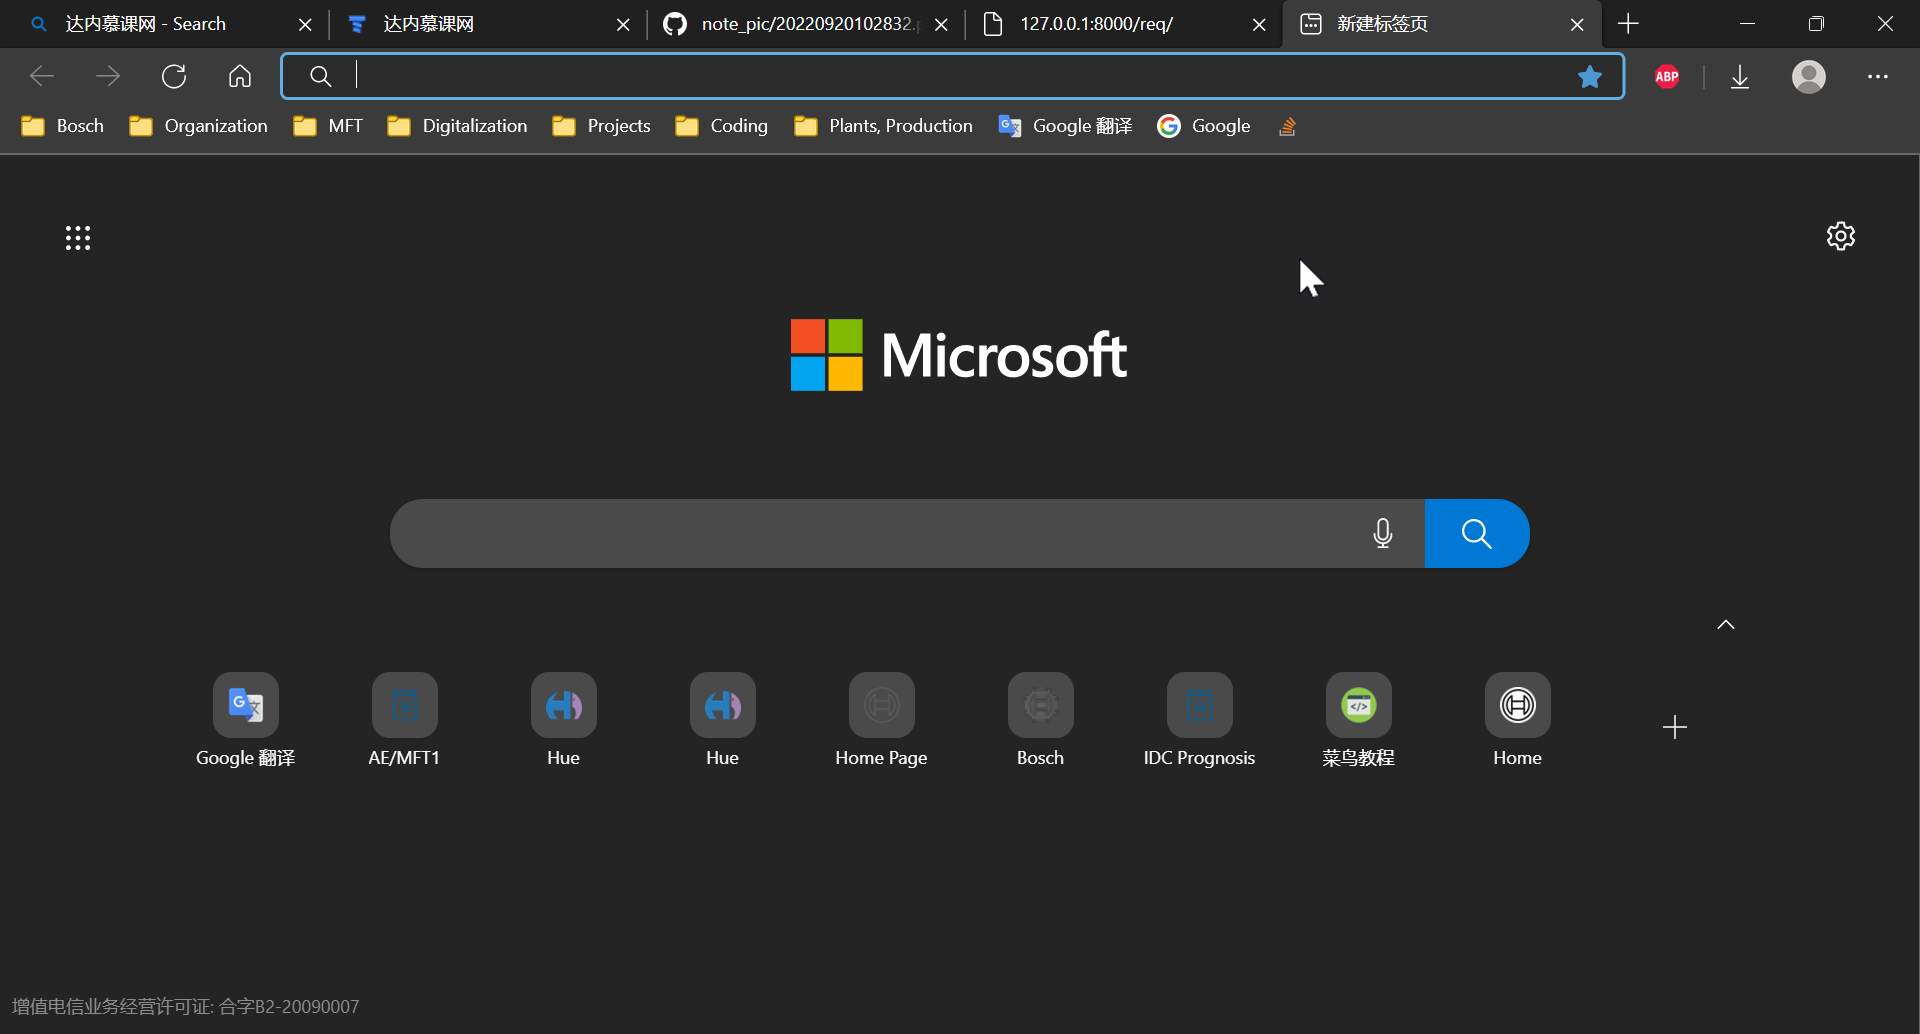 达内慕课网 - Search
达内慕课网
note_pic/20220920102832.
127.0.0.1:8000/req/
新建标签页
ABP
Bosch
Organization
MFT
Digitalization
Projects
Coding
Plants, Production
Google 翻译
Google
Microsoft
Google 翻译
AE/MFT1
Hue
Hue
Home Page
Bosch
IDC Prognosis
菜鸟教程
Home
增值电信业务经营许可证: 合字B2-20090007